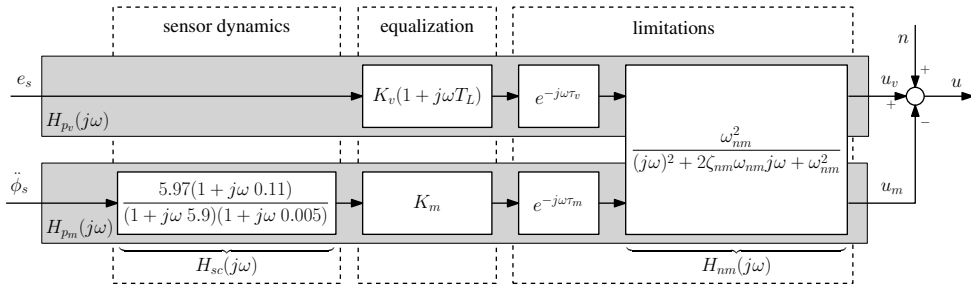 sensor dynamics
equalization
limitations
n
e_s
K_v(1 + jωT_L)
e^{-jωτ_v}
u_v
+
+
u
−
H_{p_v}(jω)
\frac{ω_{nm}^2}{(jω)^2 + 2ζ_{nm}ω_{nm}jω + ω_{nm}^2}
\ddot{φ}_s
\frac{5.97(1 + jω 0.11)}{(1 + jω 5.9)(1 + jω 0.005)}
K_m
e^{-jωτ_m}
u_m
H_{p_m}(jω)
H_{sc}(jω)
H_{nm}(jω)